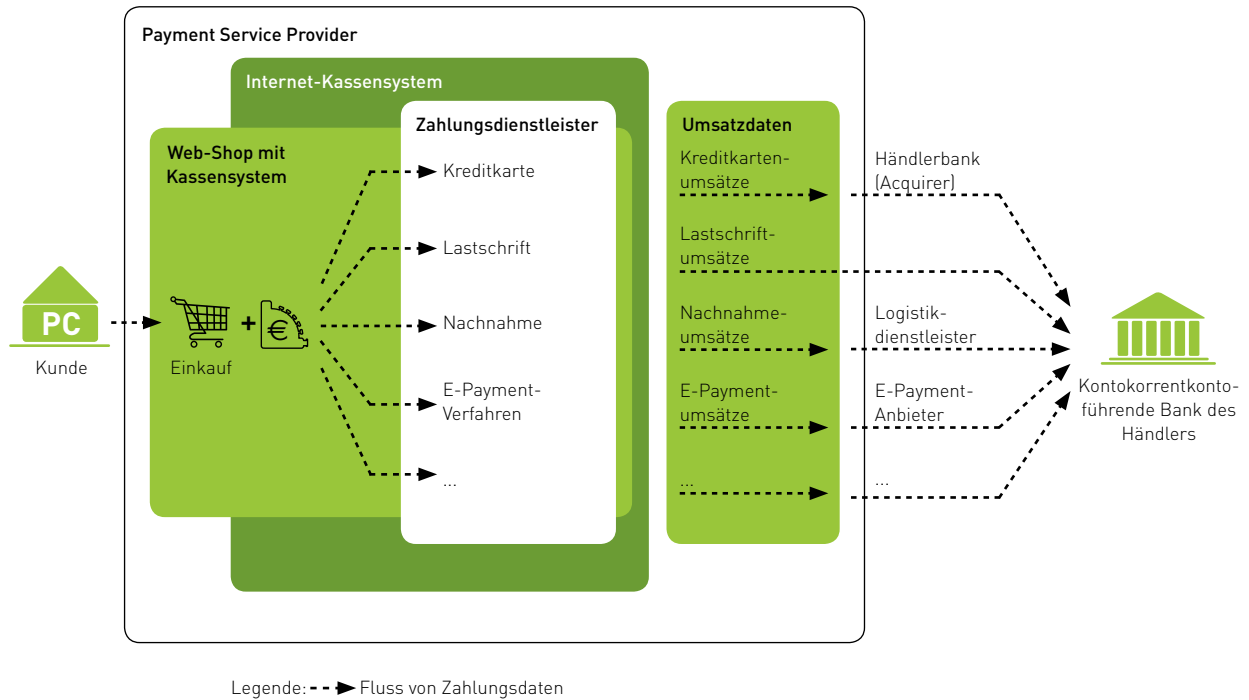 Payment Service Provider
Internet-Kassensystem
Zahlungsdienstleister
Umsatzdaten
Web-Shop mit
Kassensystem
Kreditkarte
Lastschrift
Nachnahme
E-Payment-
Verfahren
...
Kreditkarten-
umsätze
Lastschrift-
umsätze
Nachnahme-
umsätze
E-Payment-
umsätze
...
Händlerbank
(Acquirer)
Logistik-
dienstleister
E-Payment-
Anbieter
...
PC
Kunde
+
€
Einkauf
Kontokorrentkonto-
führende Bank des
Händlers
Legende: Fluss von Zahlungsdaten